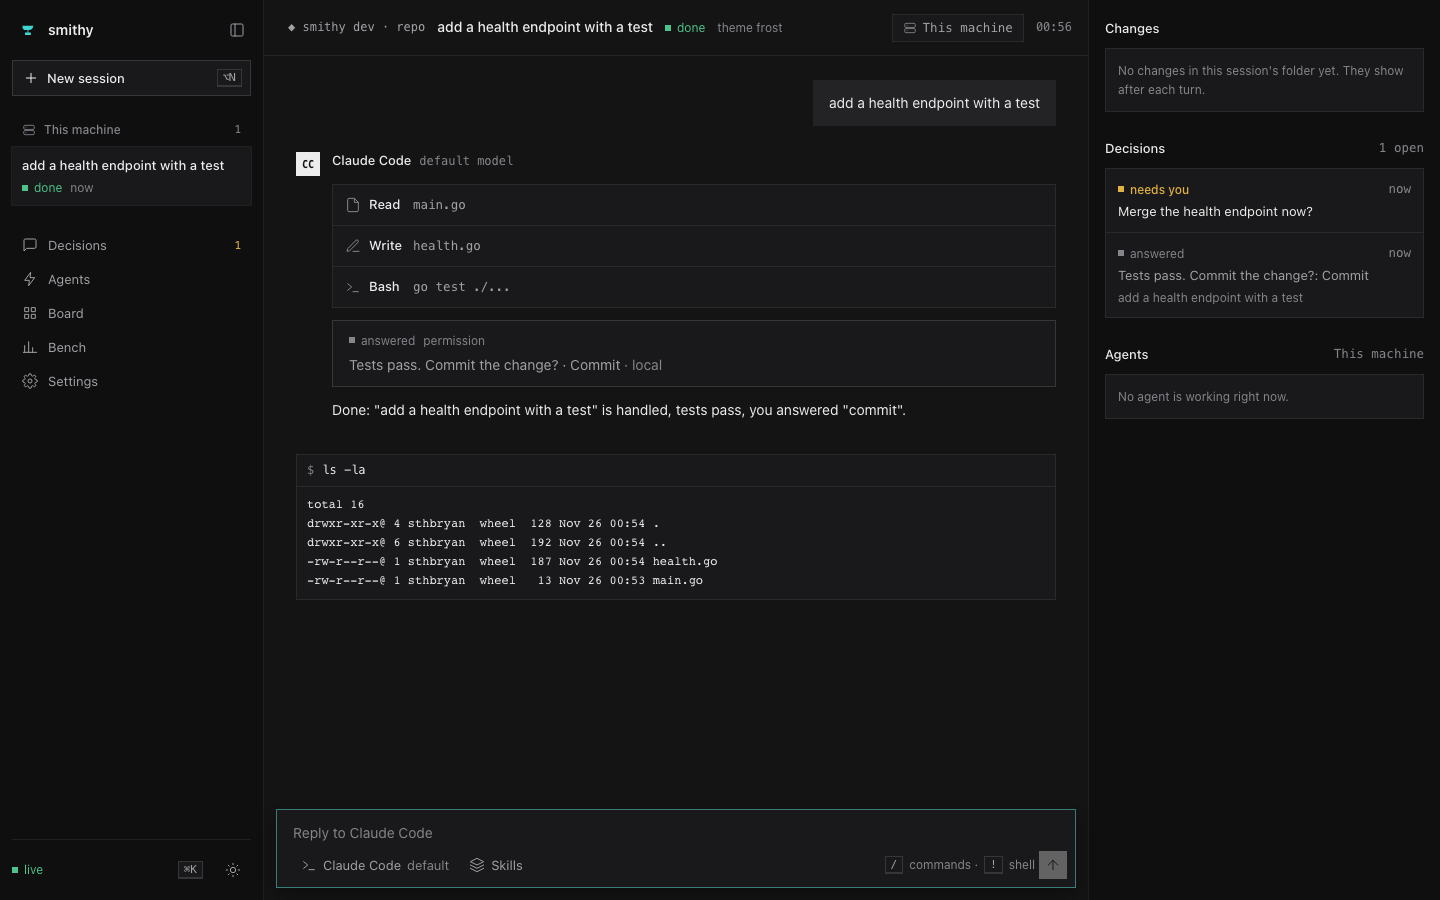 smithy
New session ⌥N
This machine 1
add a health endpoint with a test
done now
Decisions 1
Agents
Board
Bench
Settings
live ⌘K
◆ smithy dev · repo add a health endpoint with a test done theme frost This machine 00:56
add a health endpoint with a test
CC Claude Code default model
Read main.go
Write health.go
>_ Bash go test ./...
answered permission
Tests pass. Commit the change? · Commit · local
Done: "add a health endpoint with a test" is handled, tests pass, you answered "commit".
$ ls -la
total 16
drwxr-xr-x@ 4 sthbryan  wheel  128 Nov 26 00:54 .
drwxr-xr-x@ 6 sthbryan  wheel  192 Nov 26 00:54 ..
-rw-r--r--@ 1 sthbryan  wheel  187 Nov 26 00:54 health.go
-rw-r--r--@ 1 sthbryan  wheel   13 Nov 26 00:53 main.go
Reply to Claude Code
>_ Claude Code default Skills / commands · ! shell
Changes
No changes in this session's folder yet. They show
after each turn.
Decisions 1 open
needs you now
Merge the health endpoint now?
answered now
Tests pass. Commit the change?: Commit
add a health endpoint with a test
Agents This machine
No agent is working right now.